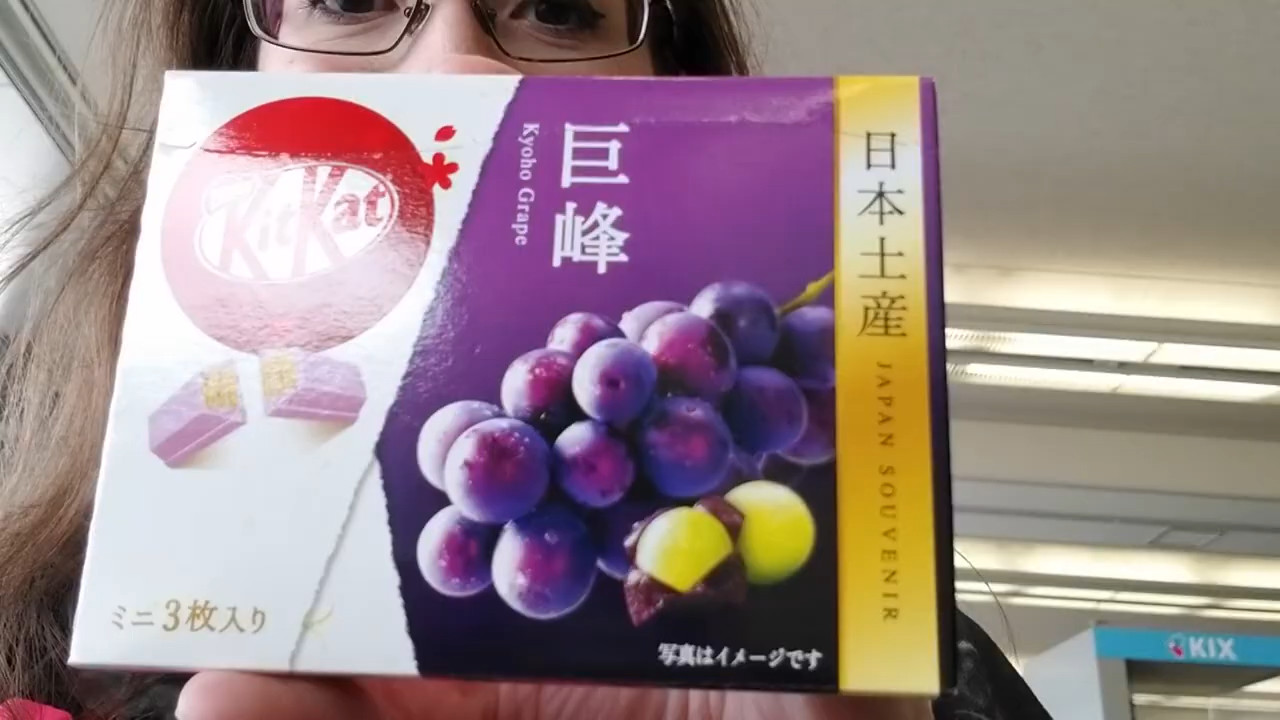 KitKat
巨峰
Kyoho Grape
日本土産
JAPAN SOUVENIR
ミニ3枚入り
写真はイメージです
KIX